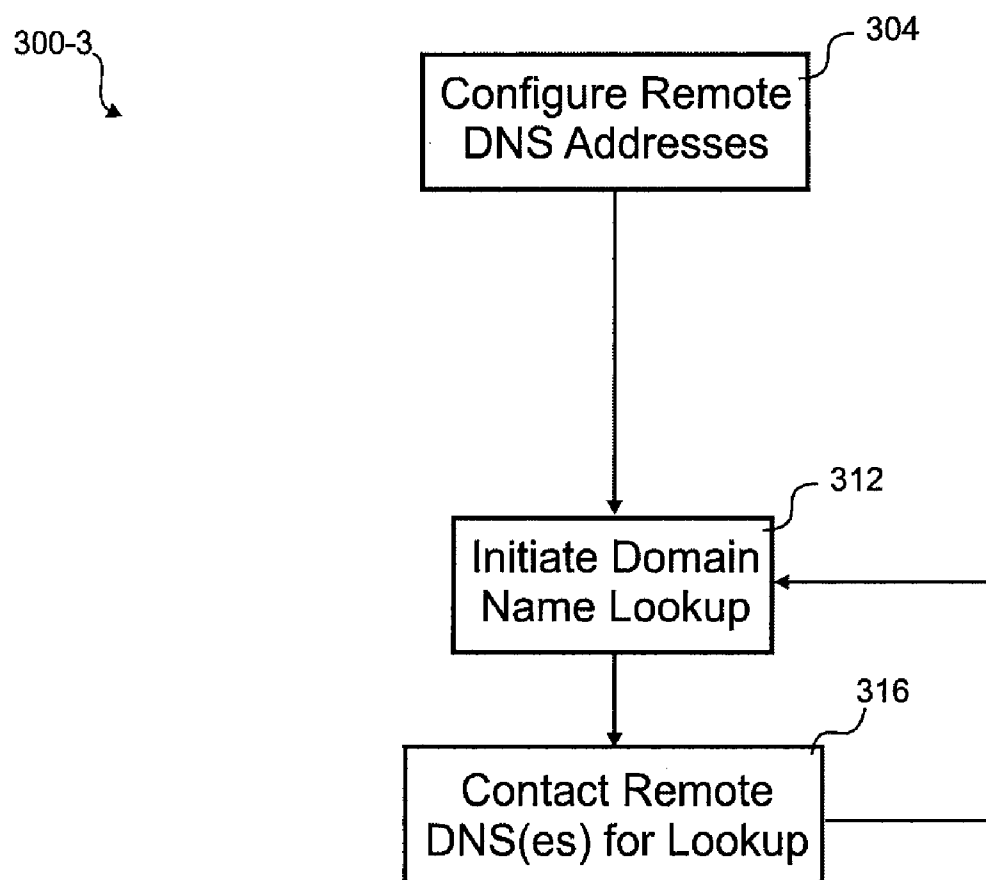 300-3
304
Configure Remote
DNS Addresses
312
Initiate Domain
Name Lookup
316
Contact Remote
DNS(es) for Lookup